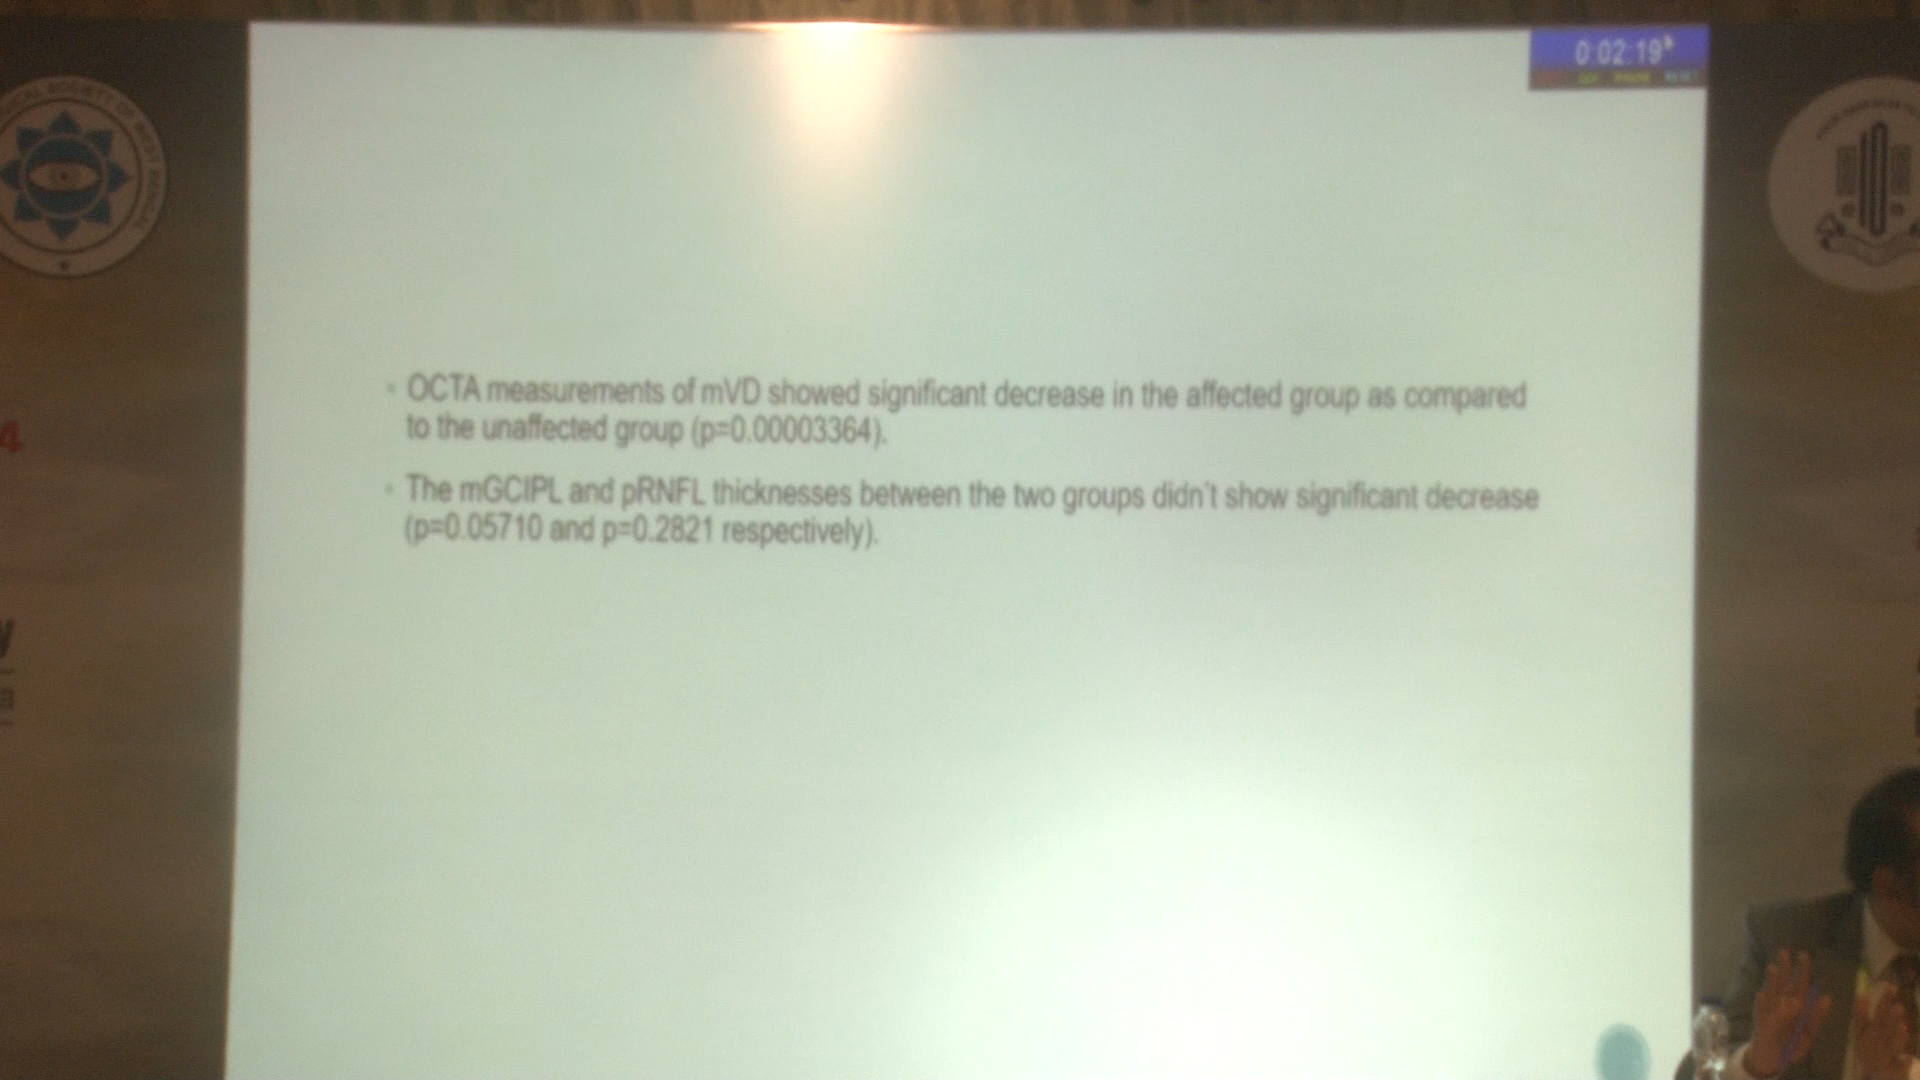 0:02:19
OCTA measurements of mVD showed significant decrease in the affected group as compared
to the unaffected group (p=0.00003364).
The mGCIPL and pRNFL thicknesses between the two groups didn't show significant decrease
(p=0.05710 and p=0.2821 respectively).
4